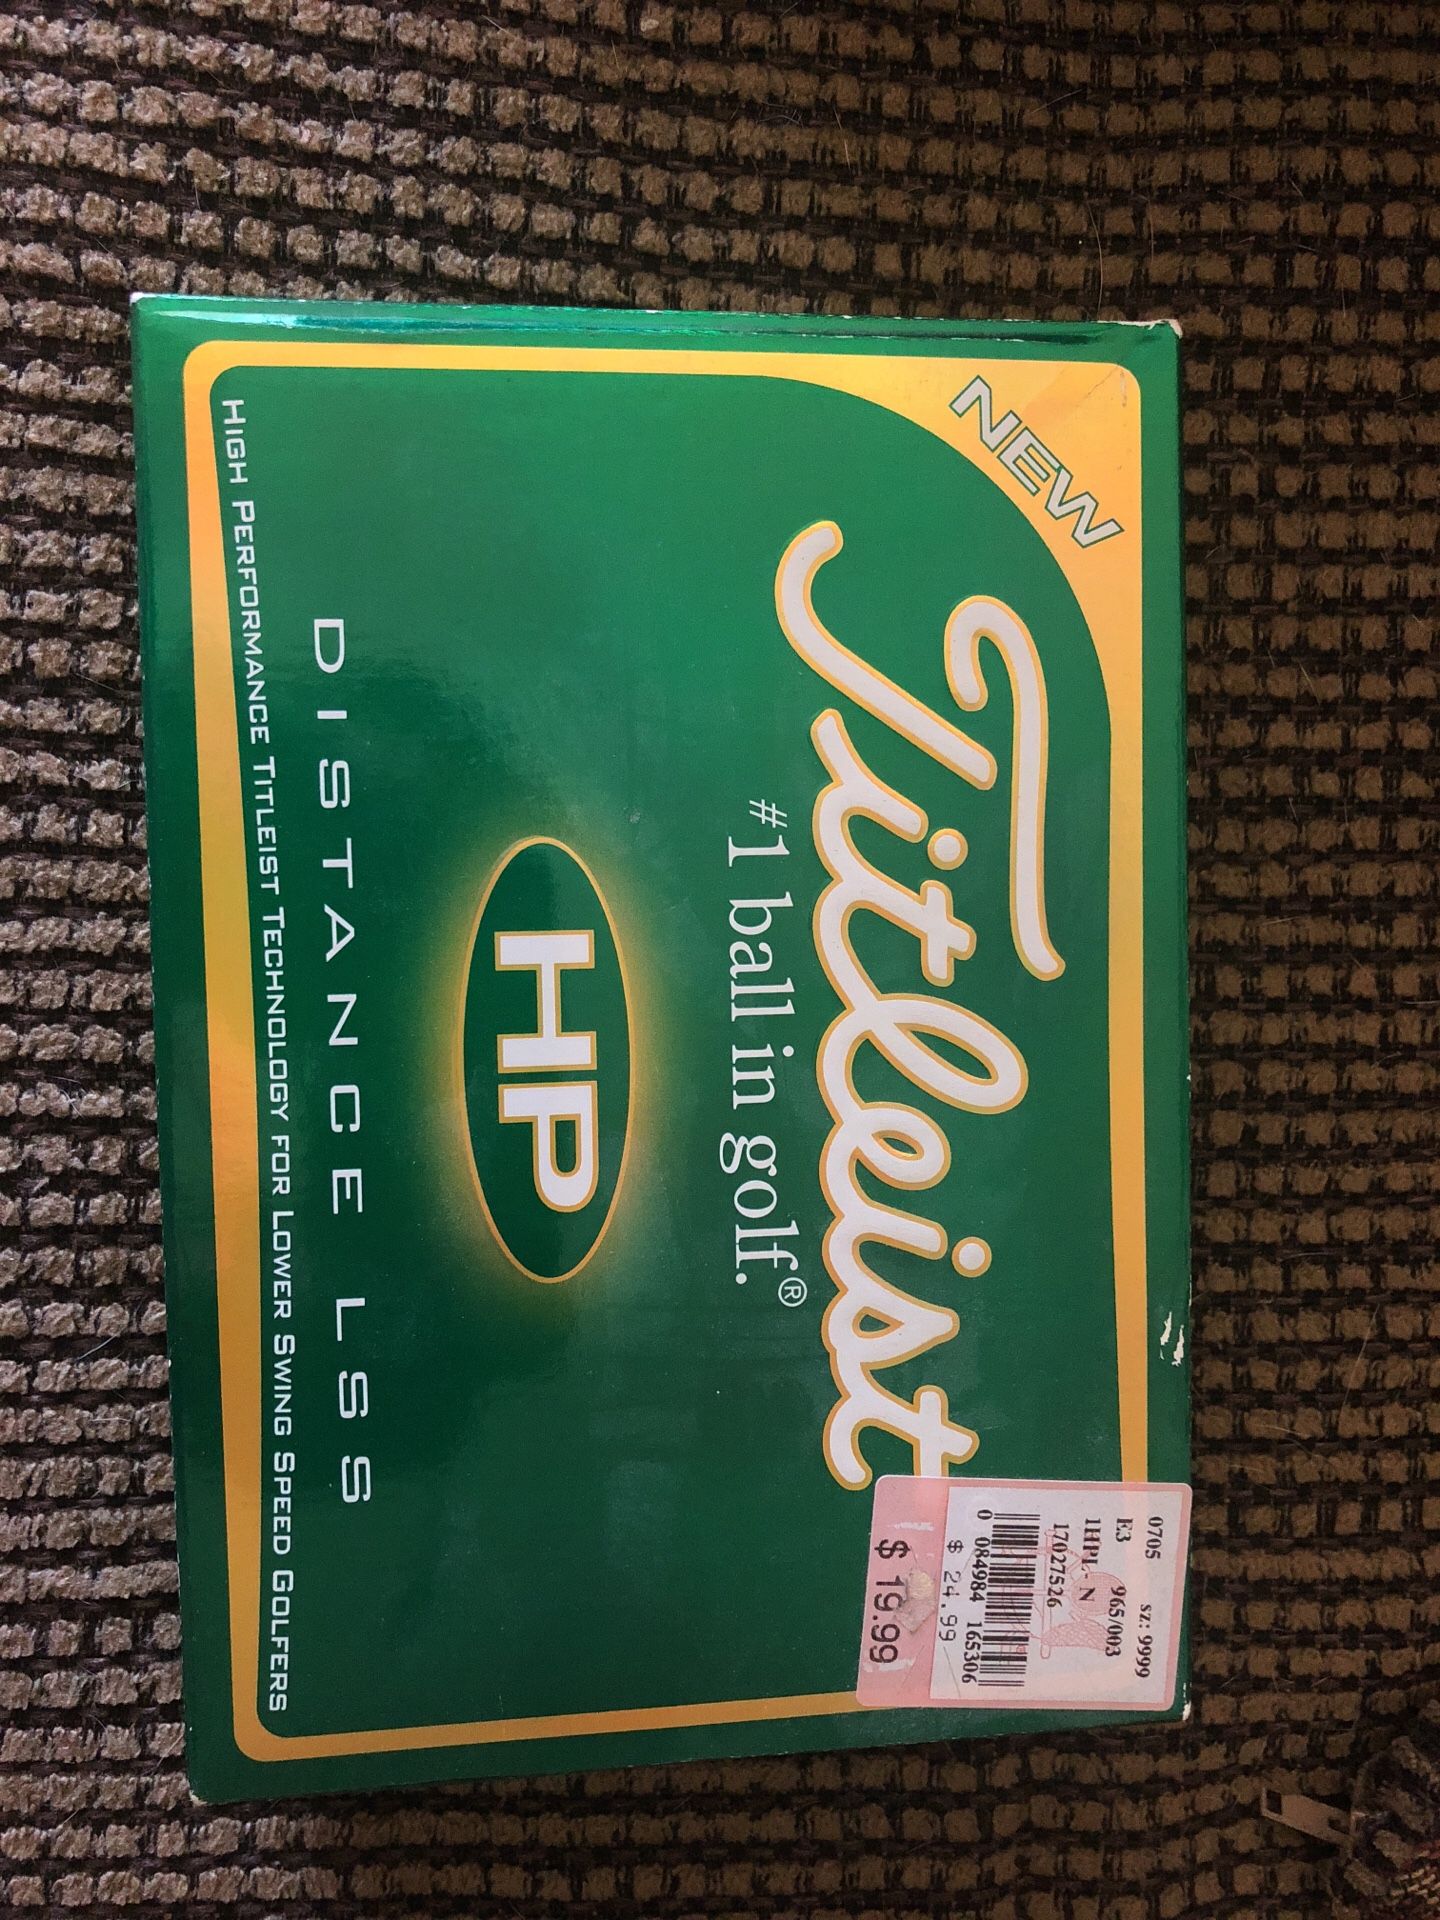 NEW
Titleist
#1 ball in golf.®
HP
DISTANCE LSS
HIGH PERFORMANCE TITLEIST TECHNOLOGY FOR LOWER SWING SPEED GOLFERS
0705 sz: 9999
E3 965/003
1HPL- N
17027526
0 084984 165306
$ 24.99
$ 19.99